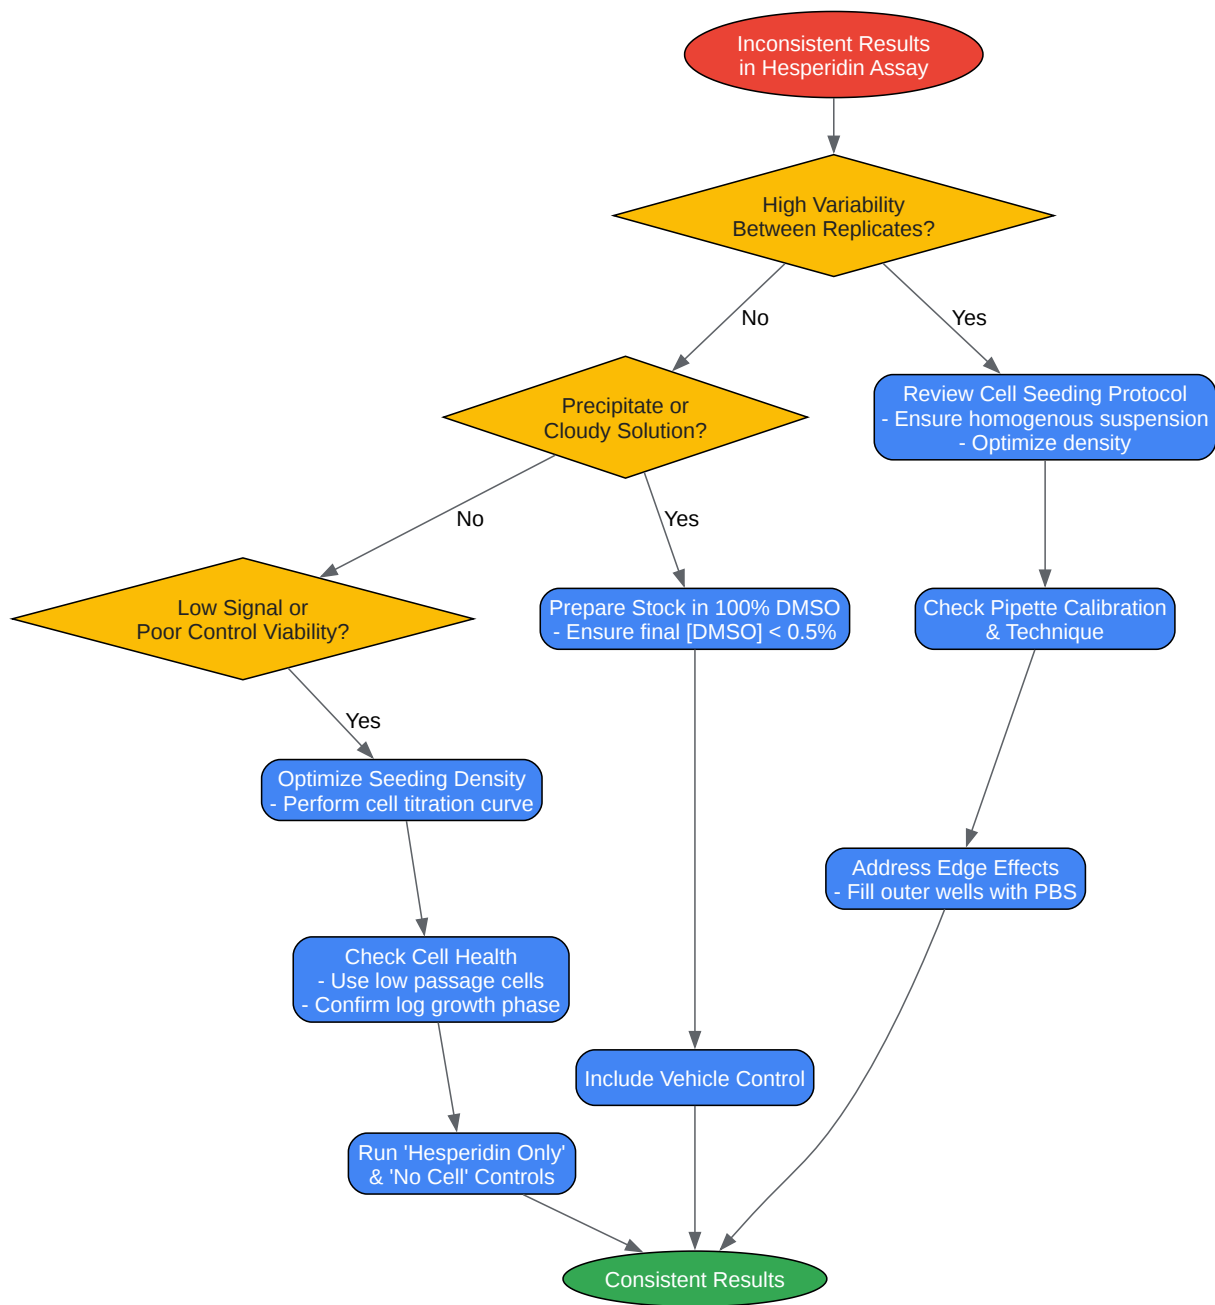 Inconsistent Results
in Hesperidin Assay
High Variability
Between Replicates?
No
Yes
Precipitate or
Cloudy Solution?
Review Cell Seeding Protocol
- Ensure homogenous suspension
- Optimize density
No
Yes
Low Signal or
Poor Control Viability?
Prepare Stock in 100% DMSO
- Ensure final [DMSO] < 0.5%
Check Pipette Calibration
& Technique
Yes
Optimize Seeding Density
- Perform cell titration curve
Address Edge Effects
- Fill outer wells with PBS
Check Cell Health
- Use low passage cells
- Confirm log growth phase
Include Vehicle Control
Run 'Hesperidin Only'
& 'No Cell' Controls
Consistent Results